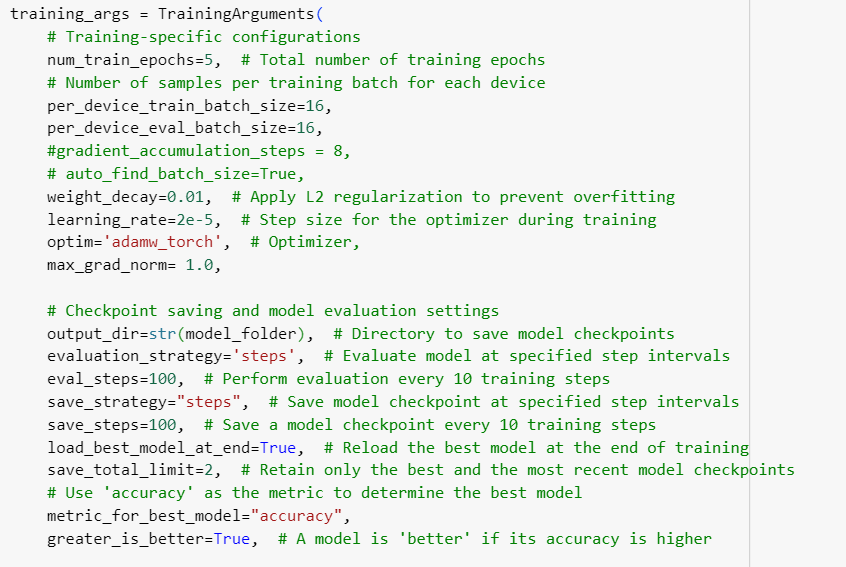 training_args = TrainingArguments(
    # Training-specific configurations
    num_train_epochs=5,  # Total number of training epochs
    # Number of samples per training batch for each device
    per_device_train_batch_size=16,
    per_device_eval_batch_size=16,
    #gradient_accumulation_steps = 8,
    # auto_find_batch_size=True,
    weight_decay=0.01,  # Apply L2 regularization to prevent overfitting
    learning_rate=2e-5,  # Step size for the optimizer during training
    optim='adamw_torch',  # Optimizer,
    max_grad_norm= 1.0,

    # Checkpoint saving and model evaluation settings
    output_dir=str(model_folder),  # Directory to save model checkpoints
    evaluation_strategy='steps',  # Evaluate model at specified step intervals
    eval_steps=100,  # Perform evaluation every 10 training steps
    save_strategy="steps",  # Save model checkpoint at specified step intervals
    save_steps=100,  # Save a model checkpoint every 10 training steps
    load_best_model_at_end=True,  # Reload the best model at the end of training
    save_total_limit=2,  # Retain only the best and the most recent model checkpoints
    # Use 'accuracy' as the metric to determine the best model
    metric_for_best_model="accuracy",
    greater_is_better=True,  # A model is 'better' if its accuracy is higher